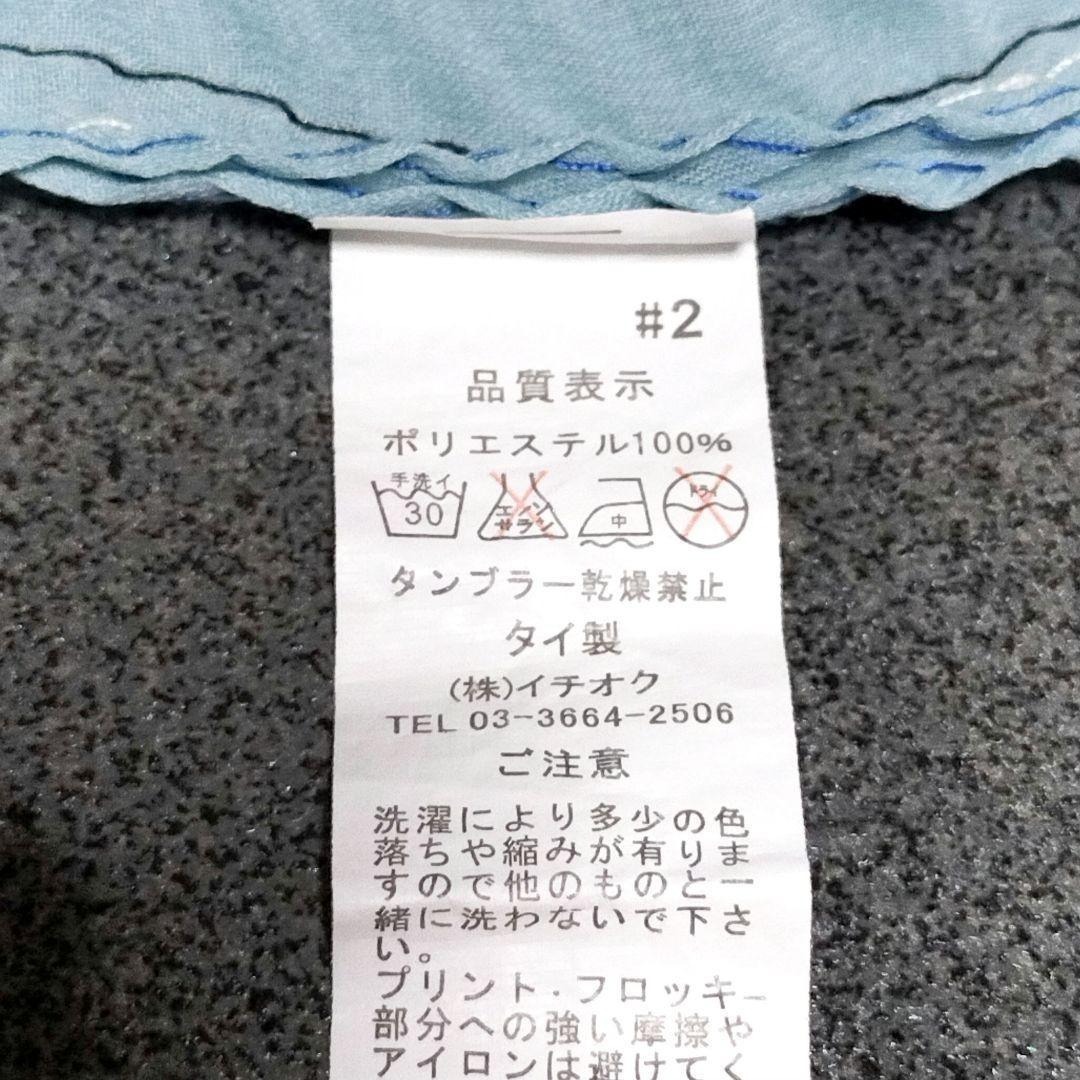 #2
品質表示
ポリエステル100%
手洗イ 30 エンソサラシ 中 ドライ
タンブラー乾燥禁止
タイ製
(株)イチオク
TEL 03-3664-2506
ご注意
洗濯により多少の色
落ちや縮みが有りま
すので他のものと一
緒に洗わないで下さ
い。
プリント・フロッキー
部分への強い摩擦や
アイロンは避けてく